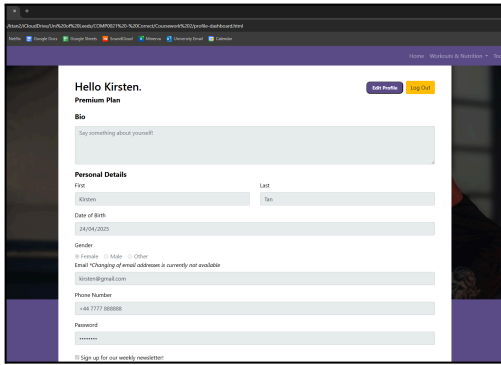 /ktan2/iCloudDrive/Uni%20of%20Leeds/COMP0021%20-%20Correct/Coursework%202/profile-dashboard.html
Netflix Google Docs Google Sheets SoundCloud Minerva University Email Calendar
Home Workouts & Nutrition
Hello Kirsten.
Edit Profile Log Out
Premium Plan
Bio
Say something about yourself!
Personal Details
First Last
Kirsten Tan
Date of Birth
24/04/2025
Gender
Female Male Other
Email *Changing of email addresses is currently not available
kirsten@gmail.com
Phone Number
+44 7777 888888
Password
••••••••
Sign up for our weekly newsletter!